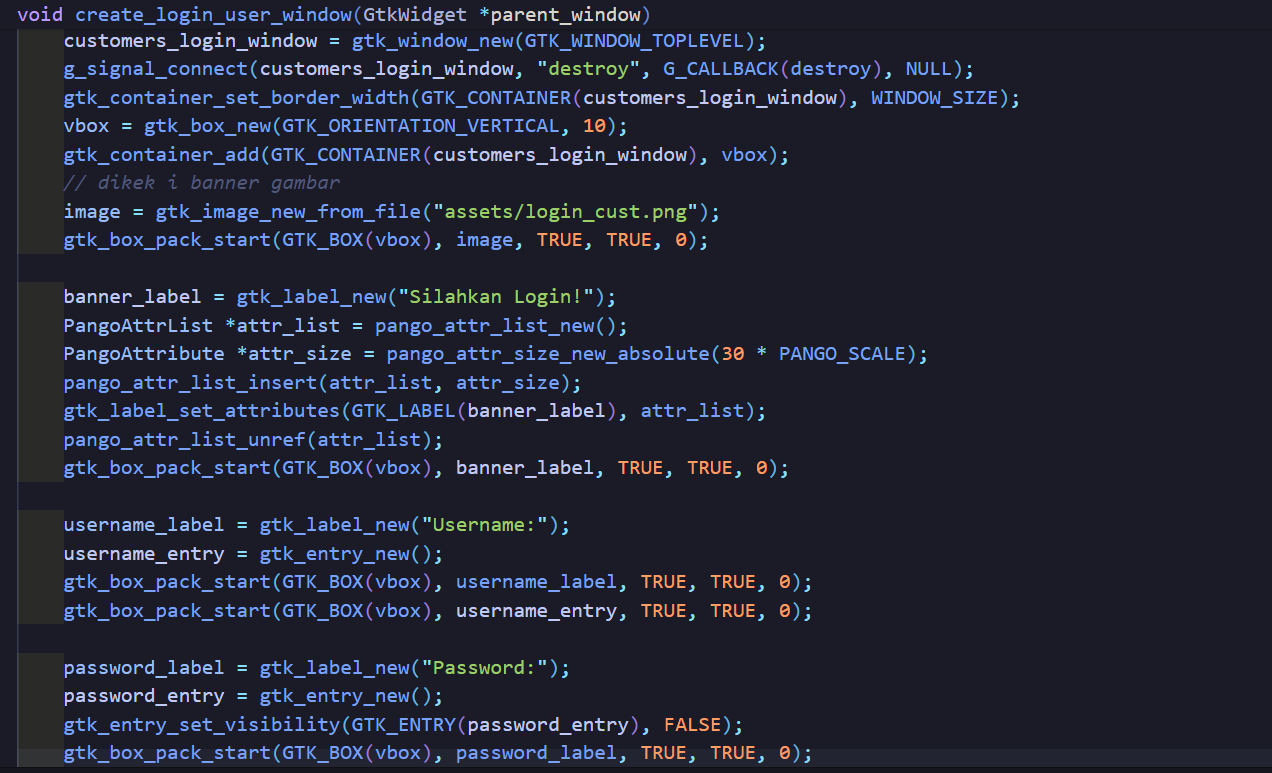 void create_login_user_window(GtkWidget *parent_window)
customers_login_window = gtk_window_new(GTK_WINDOW_TOPLEVEL);
g_signal_connect(customers_login_window, "destroy", G_CALLBACK(destroy), NULL);
gtk_container_set_border_width(GTK_CONTAINER(customers_login_window), WINDOW_SIZE);
vbox = gtk_box_new(GTK_ORIENTATION_VERTICAL, 10);
gtk_container_add(GTK_CONTAINER(customers_login_window), vbox);
// dikek i banner gambar
image = gtk_image_new_from_file("assets/login_cust.png");
gtk_box_pack_start(GTK_BOX(vbox), image, TRUE, TRUE, 0);
banner_label = gtk_label_new("Silahkan Login!");
PangoAttrList *attr_list = pango_attr_list_new();
PangoAttribute *attr_size = pango_attr_size_new_absolute(30 * PANGO_SCALE);
pango_attr_list_insert(attr_list, attr_size);
gtk_label_set_attributes(GTK_LABEL(banner_label), attr_list);
pango_attr_list_unref(attr_list);
gtk_box_pack_start(GTK_BOX(vbox), banner_label, TRUE, TRUE, 0);
username_label = gtk_label_new("Username:");
username_entry = gtk_entry_new();
gtk_box_pack_start(GTK_BOX(vbox), username_label, TRUE, TRUE, 0);
gtk_box_pack_start(GTK_BOX(vbox), username_entry, TRUE, TRUE, 0);
password_label = gtk_label_new("Password:");
password_entry = gtk_entry_new();
gtk_entry_set_visibility(GTK_ENTRY(password_entry), FALSE);
gtk_box_pack_start(GTK_BOX(vbox), password_label, TRUE, TRUE, 0);